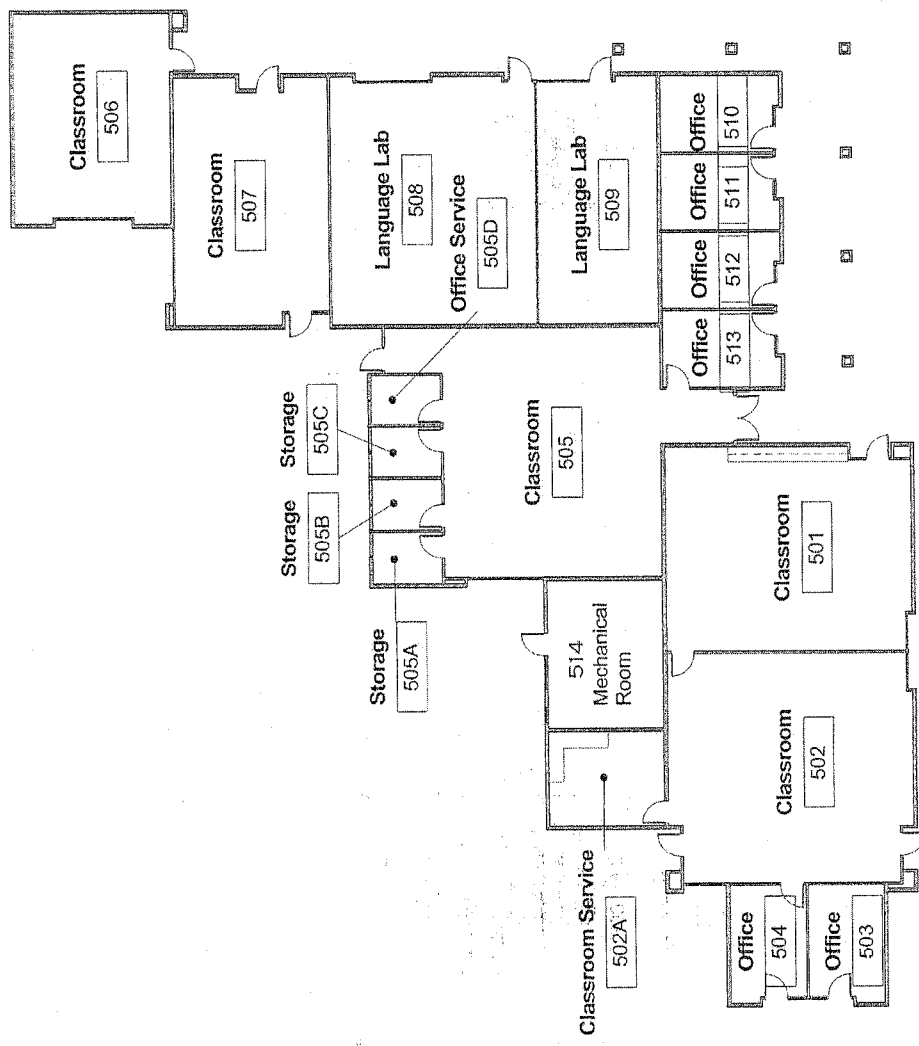 Classroom
506
Classroom
507
Language Lab
508
Office Service
505D
Language Lab
509
Office
510
Office
511
Office
512
Office
513
Storage
505C
Storage
505B
Storage
505A
Classroom
505
514
Mechanical
Room
Classroom
501
Classroom
502
Classroom Service
502A
Office
504
Office
503